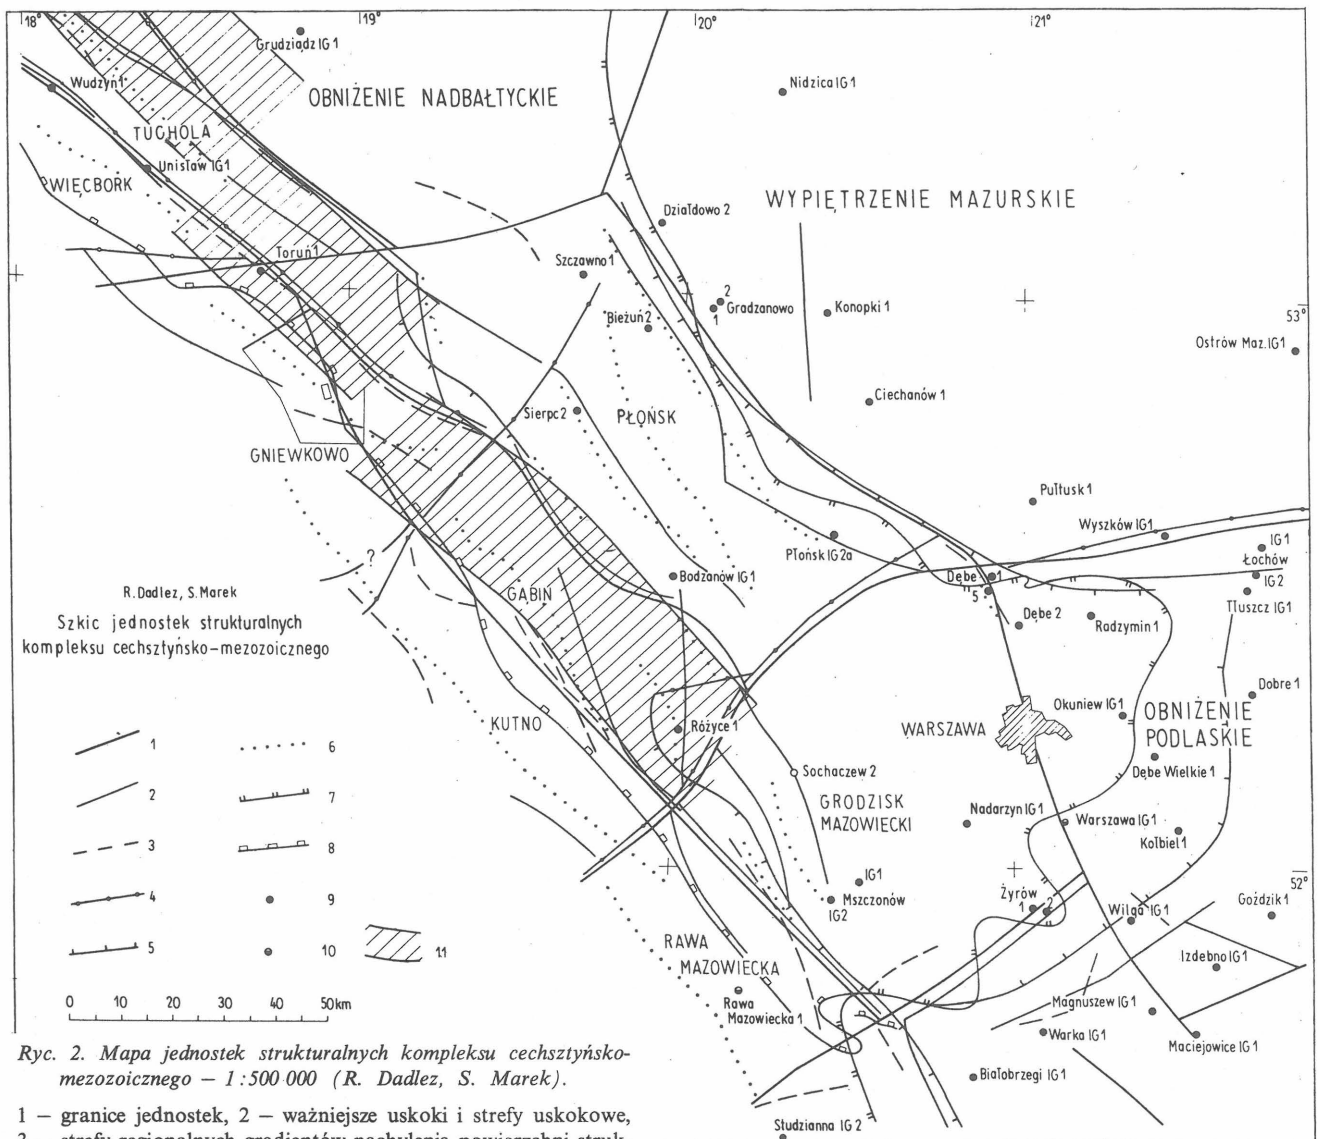 18°
19°
20°
21°
Grudziądz IG 1
OBNIŻENIE NADBAŁTYCKIE
Nidzica IG 1
Wudzyń 1
TUCHOLA
Unisław IG 1
WIĘCBORK
WYPIĘTRZENIE MAZURSKIE
Działdowo 2
Toruń 1
Szczawno 1
2
Gradzanowo
1
Bieżuń 2
Konopki 1
53°
Ostrów Maz. IG 1
Ciechanów 1
Sierpc 2
PŁOŃSK
GNIEWKOWO
Pułtusk 1
Wyszków IG 1
Płońsk IG 2a
IG 1
Łochów
IG 2
?
Bodzanów IG 1
Dębe 1
5
Tłuszcz IG 1
GĄBIN
Dębe 2
Radzymin 1
R. Dadlez, S. Marek
Szkic jednostek strukturalnych
kompleksu cechsztyńsko-mezozoicznego
Dobre 1
Okuniew IG 1
OBNIŻENIE
PODLASKIE
KUTNO
Różyce 1
WARSZAWA
Sochaczew 2
Dębe Wielkie 1
GRODZISK
MAZOWIECKI
Nadarzyn IG 1
Warszawa IG 1
Kołbiel 1
1
2
3
4
5
6
7
8
9
10
11
52°
IG 1
Mszczonów
IG 2
Żyrów
1 2
Wilga IG 1
Goździk 1
RAWA
MAZOWIECKA
Izdebno IG 1
Rawa
Mazowiecka 1
Magnuszew IG 1
Warka IG 1
Maciejowice IG 1
Białobrzegi IG 1
Studzianna IG 2
0 10 20 30 40 50 km
Ryc. 2. Mapa jednostek strukturalnych kompleksu cechsztyńsko-
mezozoicznego – 1:500 000 (R. Dadlez, S. Marek).
1 – granice jednostek, 2 – ważniejsze uskoki i strefy uskokowe,
3 – strefy regionalnych gradientów nachylenia powierzchni struk-